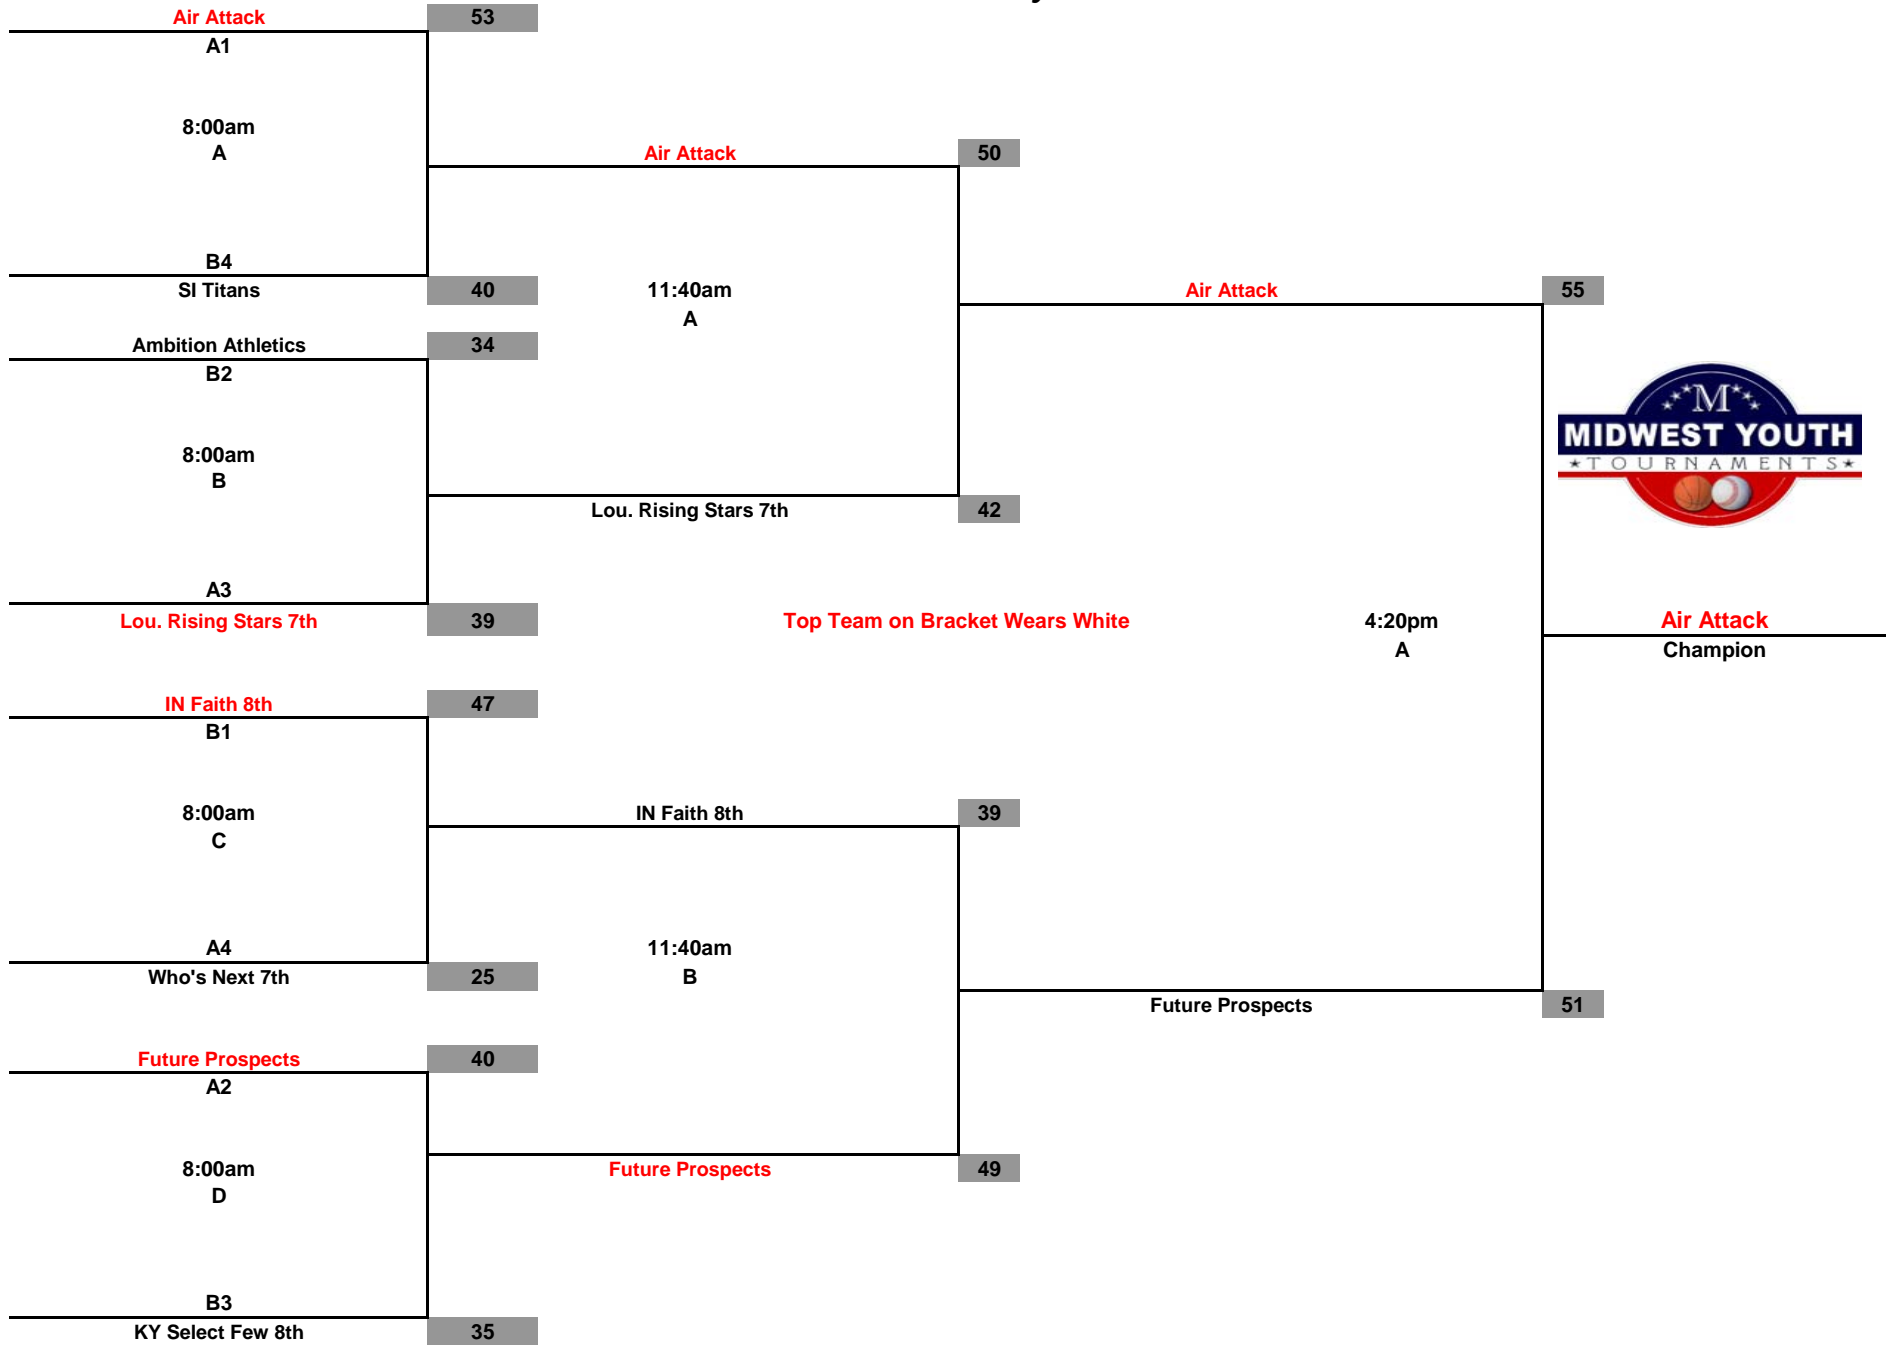 Air Attack 53
A1
8:00am
A
Air Attack 50
B4
SI Titans 40
11:40am
A
Air Attack 55
Ambition Athletics 34
B2
M
MIDWEST YOUTH
TOURNAMENTS
8:00am
B
Lou. Rising Stars 7th 42
A3
Lou. Rising Stars 7th 39
Top Team on Bracket Wears White
4:20pm
A
Air Attack
Champion
IN Faith 8th 47
B1
8:00am
C
IN Faith 8th 39
A4
Who's Next 7th 25
11:40am
B
Future Prospects 51
Future Prospects 40
A2
8:00am
D
Future Prospects 49
B3
KY Select Few 8th 35